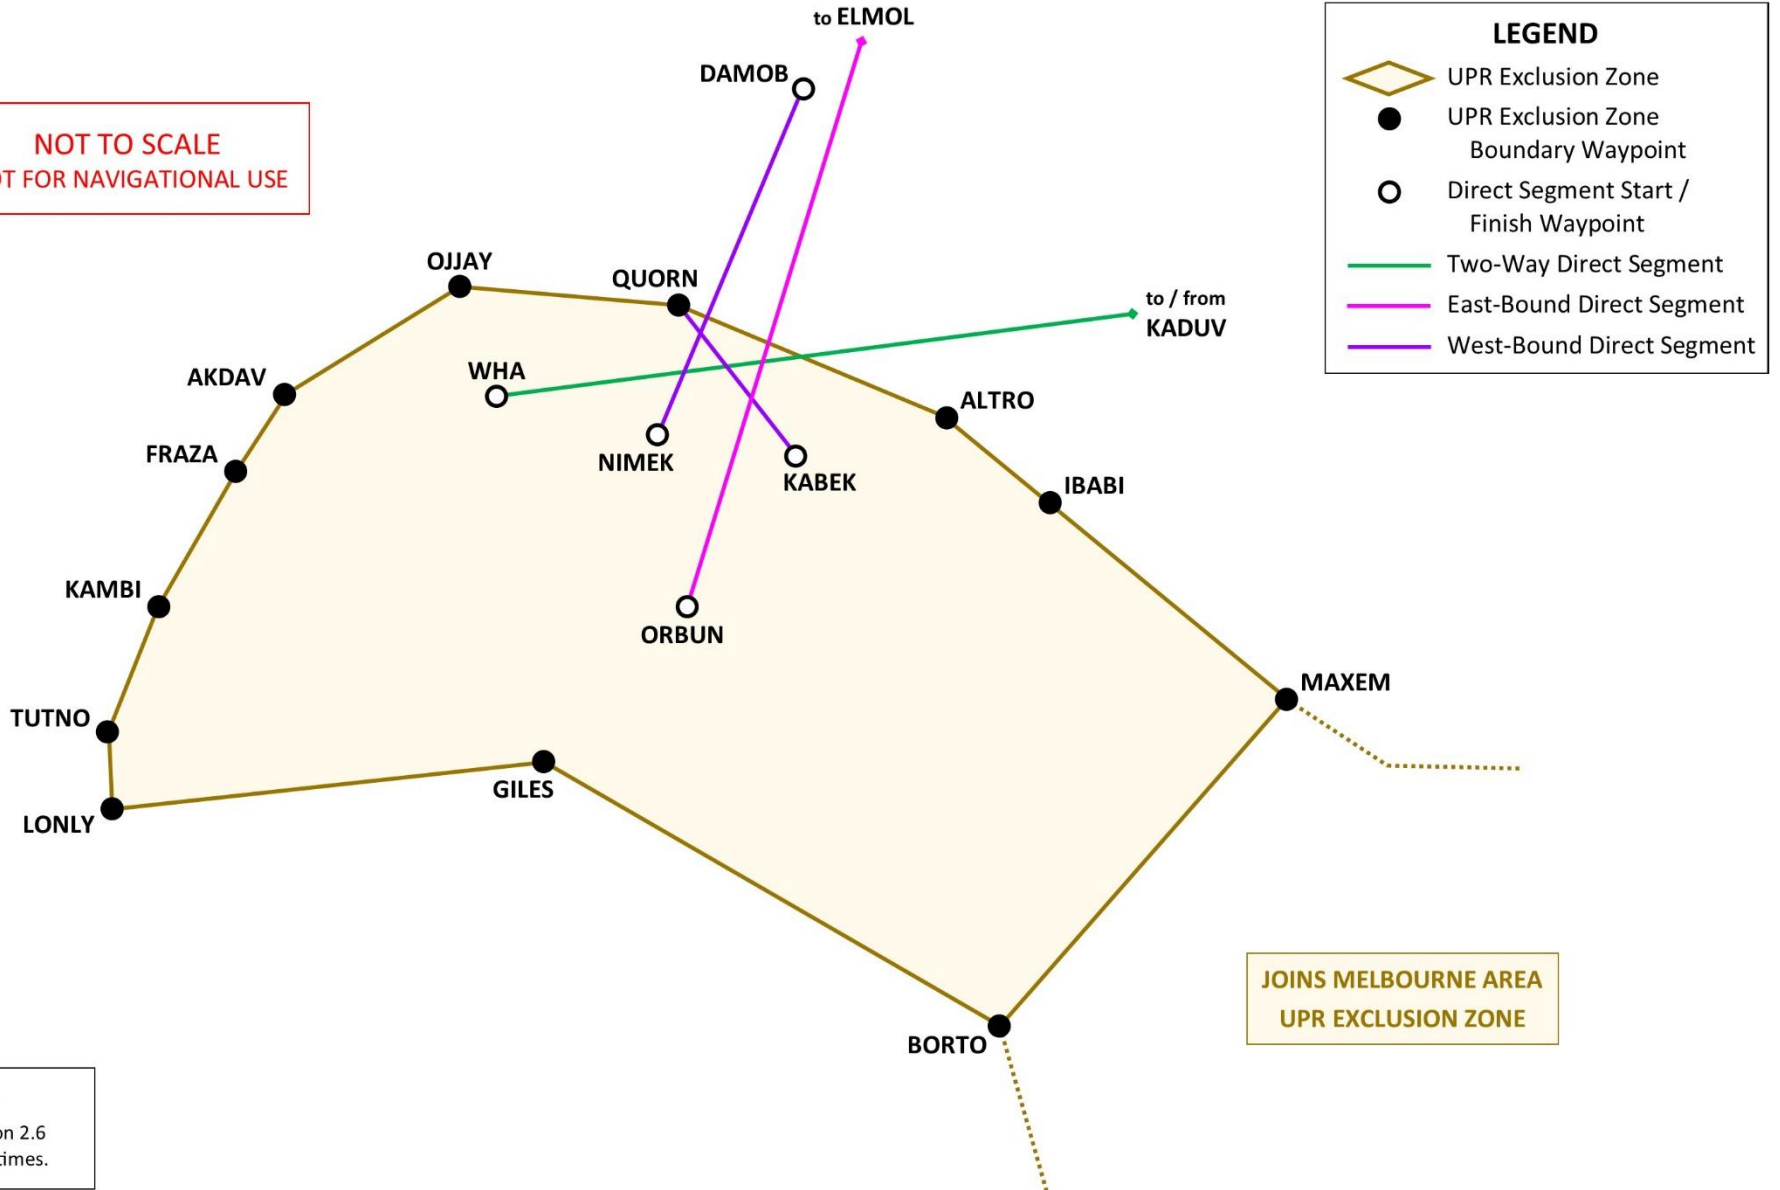 to ELMOL
DAMOB
LEGEND
UPR Exclusion Zone
UPR Exclusion Zone
Boundary Waypoint
Direct Segment Start /
Finish Waypoint
Two-Way Direct Segment
East-Bound Direct Segment
West-Bound Direct Segment
NOT TO SCALE
FOR NAVIGATIONAL USE
OJJAY
QUORN
to / from
KADUV
AKDAV
WHA
ALTRO
FRAZA
NIMEK
KABEK
IBABI
KAMBI
ORBUN
MAXEM
TUTNO
GILES
LONLY
JOINS MELBOURNE AREA
UPR EXCLUSION ZONE
BORTO
2.6
times.